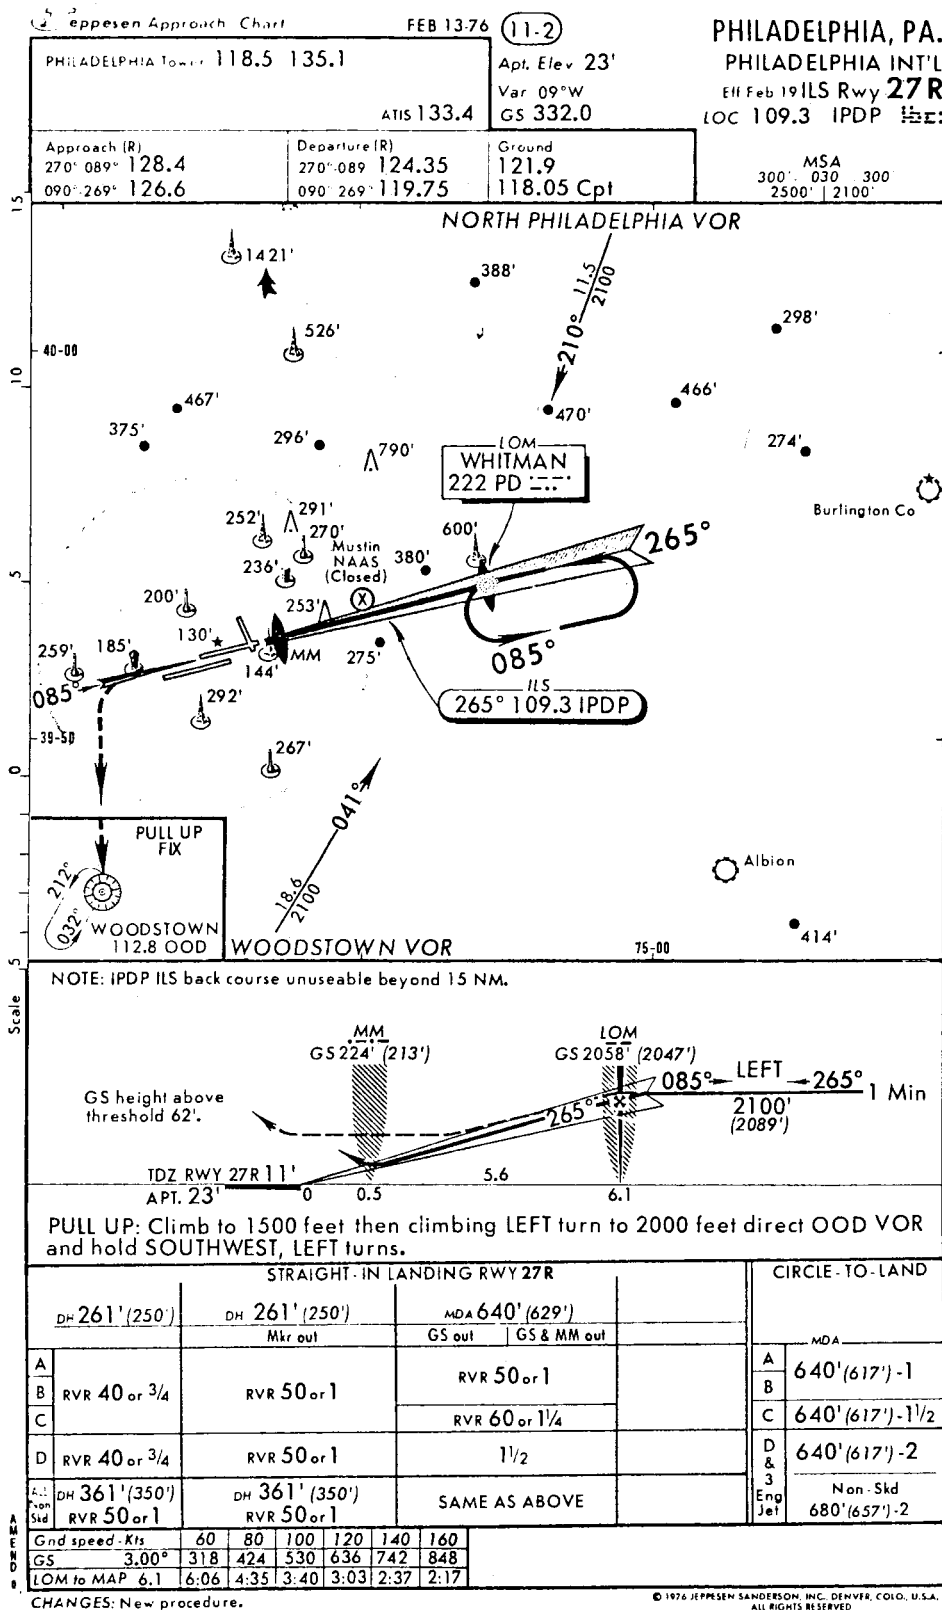 eppesen Approach Chart
FEB 13-76
11-2
PHILADELPHIA, PA.
PHILADELPHIA INT'L
Eff Feb 19 ILS Rwy 27R
LOC 109.3 IPDP
PHILADELPHIA Tower 118.5 135.1
ATIS 133.4
Apt. Elev 23'
Var 09°W
GS 332.0
Approach (R)
270°-089° 128.4
090°-269° 126.6
Departure (R)
270°-089 124.35
090°269° 119.75
Ground
121.9
118.05 Cpt
MSA
300° 030 300
2500' 2100'
15
NORTH PHILADELPHIA VOR
1421'
388'
11.5
2100
210°
298'
526'
40-00
10
467'
375'
296'
790'
470'
466'
274'
LOM
WHITMAN
222 PD
Burlington Co
252'
291'
270'
236'
Mustin
NAAS
(Closed)
X
380'
600'
265°
5
200'
253'
130'
085°
259'
185'
144'
MM
275'
ILS
265° 109.3 IPDP
085°
292'
39-50
267'
0
041°
18.6
2100
PULL UP
FIX
212°
032°
WOODSTOWN
112.8 OOD
WOODSTOWN VOR
Albion
414'
75-00
5
Scale
NOTE: IPDP ILS back course unuseable beyond 15 NM.
MM
GS 224' (213')
LOM
GS 2058' (2047')
085° LEFT 265°
1 Min
2100'
(2089')
GS height above
threshold 62'.
265°
TDZ RWY 27R 11'
APT. 23'
0 0.5 5.6 6.1
PULL UP: Climb to 1500 feet then climbing LEFT turn to 2000 feet direct OOD VOR
and hold SOUTHWEST, LEFT turns.
STRAIGHT-IN LANDING RWY 27R
CIRCLE-TO-LAND
DH 261' (250')
DH 261' (250')
MDA 640' (629')
Mkr out
GS out
GS & MM out
MDA
A
B
C
RVR 40 or 3/4
RVR 50 or 1
RVR 50 or 1
RVR 60 or 1 1/4
A
B
640' (617') -1
C
640' (617') -1 1/2
D
RVR 40 or 3/4
RVR 50 or 1
1 1/2
D
&
3
Eng
Jet
640' (617') -2
Non-Skd
680' (657') -2
Non
Skd
DH 361' (350')
RVR 50 or 1
DH 361' (350')
RVR 50 or 1
SAME AS ABOVE
Gnd speed-Kts 60 80 100 120 140 160
GS 3.00° 318 424 530 636 742 848
LOM to MAP 6.1 6:06 4:35 3:40 3:03 2:37 2:17
CHANGES: New procedure.
© 1976 JEPPESEN SANDERSON, INC., DENVER, COLO., U.S.A.
ALL RIGHTS RESERVED